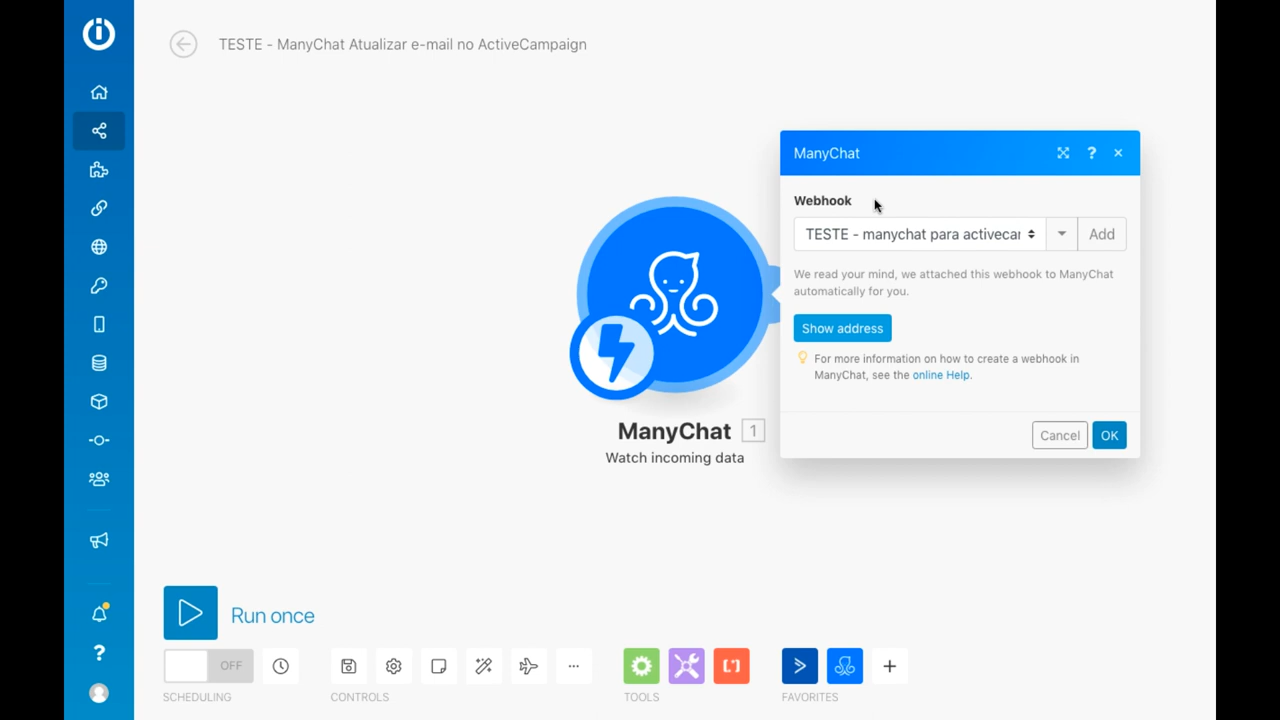 TESTE - ManyChat Atualizar e-mail no ActiveCampaign
ManyChat
?
Webhook
TESTE - manychat para activecar
Add
We read your mind, we attached this webhook to ManyChat
automatically for you.
Show address
For more information on how to create a webhook in
ManyChat, see the online Help.
Cancel
OK
ManyChat 1
Watch incoming data
Run once
OFF
SCHEDULING
CONTROLS
TOOLS
FAVORITES
?